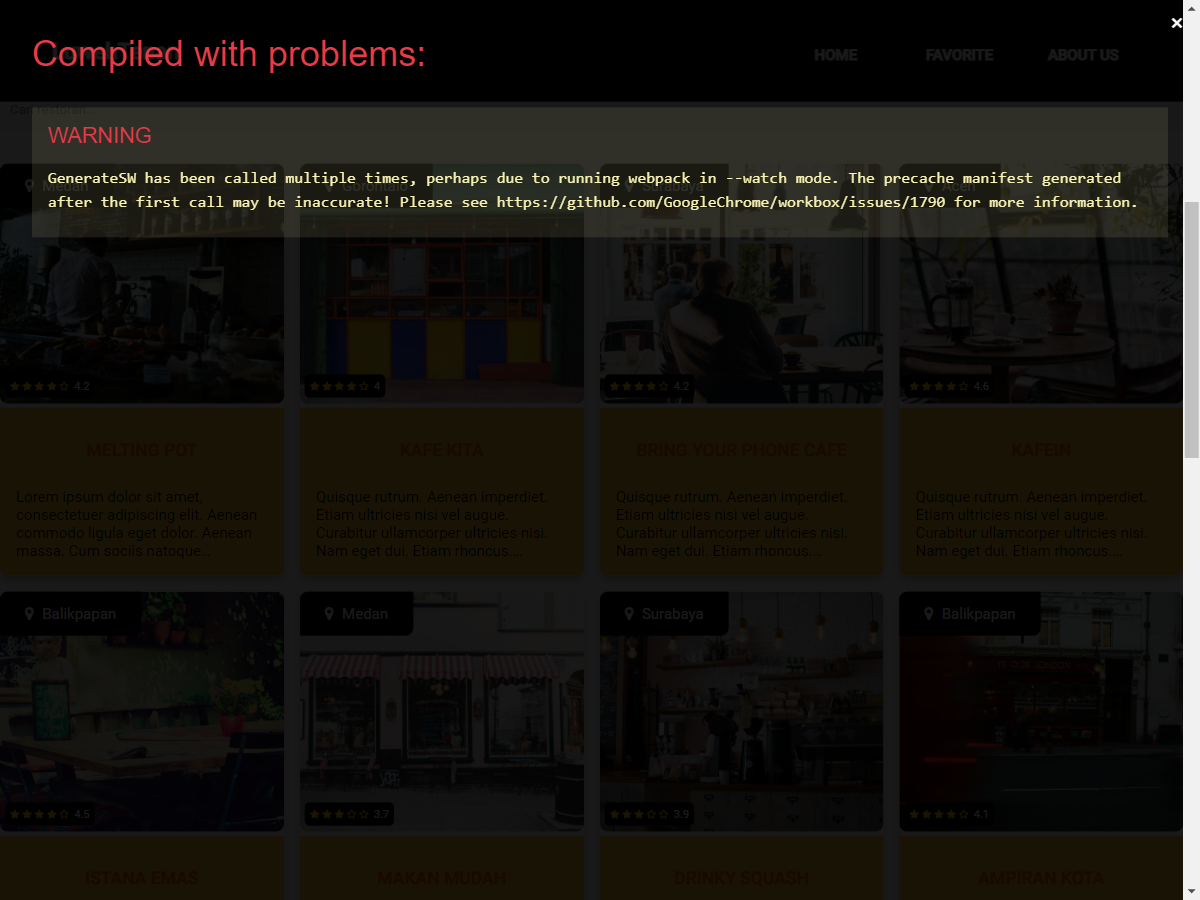 ×
Compiled with problems:
HOME FAVORITE ABOUT US
Cari restoran...
WARNING
GenerateSW has been called multiple times, perhaps due to running webpack in --watch mode. The precache manifest generated
after the first call may be inaccurate! Please see https://github.com/GoogleChrome/workbox/issues/1790 for more information.
Medan
Gorontalo
Surabaya
Aceh
4.2
4
4.2
4.6
MELTING POT
KAFE KITA
BRING YOUR PHONE CAFE
KAFEIN
Lorem ipsum dolor sit amet,
consectetuer adipiscing elit. Aenean
commodo ligula eget dolor. Aenean
massa. Cum sociis natoque...
Quisque rutrum. Aenean imperdiet.
Etiam ultricies nisi vel augue.
Curabitur ullamcorper ultricies nisi.
Nam eget dui. Etiam rhoncus....
Quisque rutrum. Aenean imperdiet.
Etiam ultricies nisi vel augue.
Curabitur ullamcorper ultricies nisi.
Nam eget dui. Etiam rhoncus....
Quisque rutrum. Aenean imperdiet.
Etiam ultricies nisi vel augue.
Curabitur ullamcorper ultricies nisi.
Nam eget dui. Etiam rhoncus....
Balikpapan
Medan
Surabaya
Balikpapan
4.5
3.7
3.9
4.1
ISTANA EMAS
MAKAN MUDAH
DRINKY SQUASH
AMPIRAN KOTA